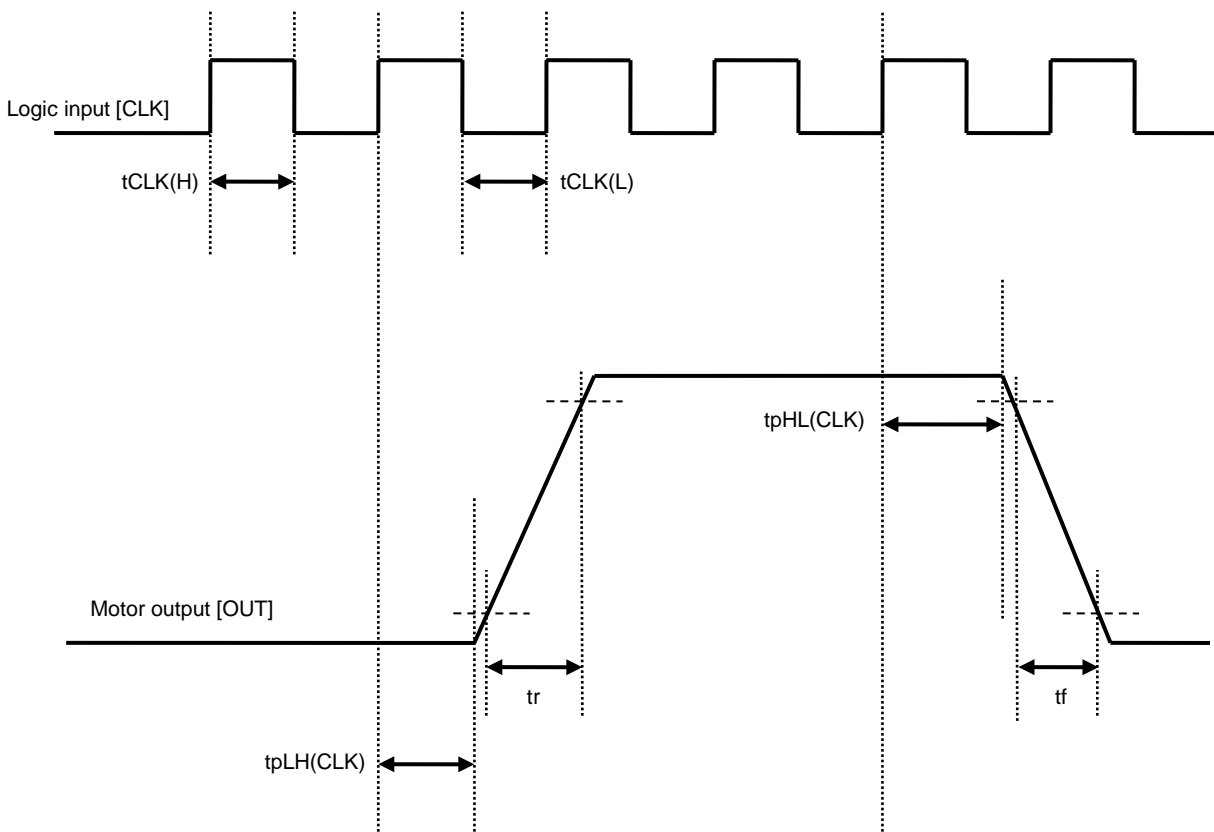 Logic input [CLK]
tCLK(H)
tCLK(L)
tpHL(CLK)
Motor output [OUT]
tr
tf
tpLH(CLK)